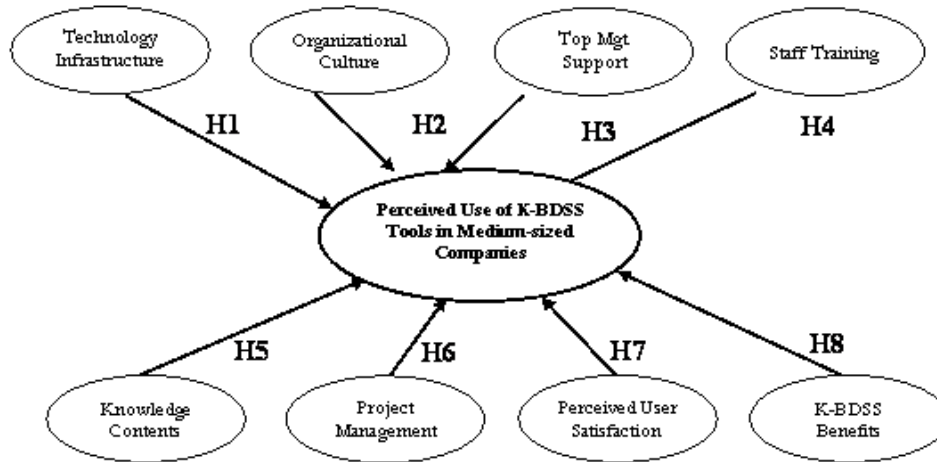 Technology
Infrastructure
Organizational
Culture
Top Mgt
Support
Staff Training
H1
H2
H3
H4
Perceived Use of K-BDSS
Tools in Medium-sized
Companies
H5
H6
H7
H8
Knowledge
Contents
Project
Management
Perceived User
Satisfaction
K-BDSS
Benefits